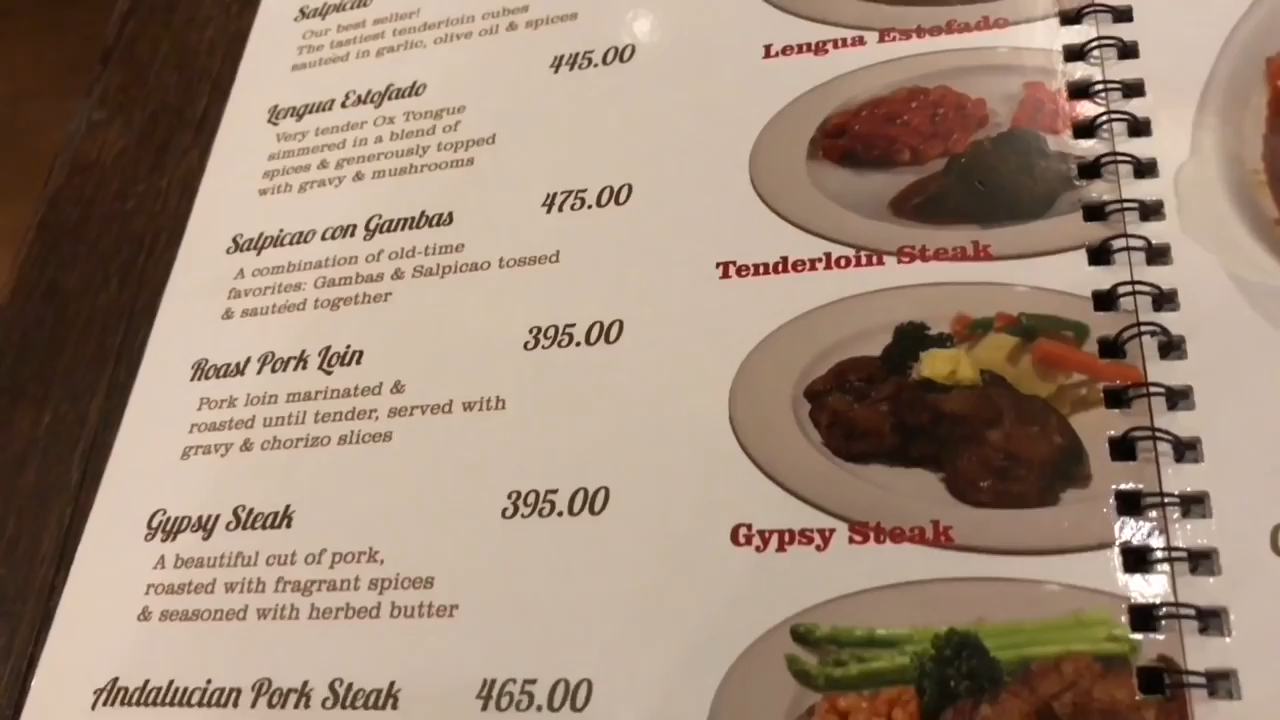 Salpicao
Our best seller!
The tastiest tenderloin cubes
sauteéd in garlic, olive oil & spices
Lengua Estofado 445.00
Very tender Ox Tongue
simmered in a blend of
spices & generously topped
with gravy & mushrooms
Salpicao con Gambas 475.00
A combination of old-time
favorites: Gambas & Salpicao tossed
& sauteéd together
Roast Pork Loin 395.00
Pork loin marinated &
roasted until tender, served with
gravy & chorizo slices
Gypsy Steak 395.00
A beautiful cut of pork,
roasted with fragrant spices
& seasoned with herbed butter
Andalucian Pork Steak 465.00
Lengua Estofado
Tenderloin Steak
Gypsy Steak